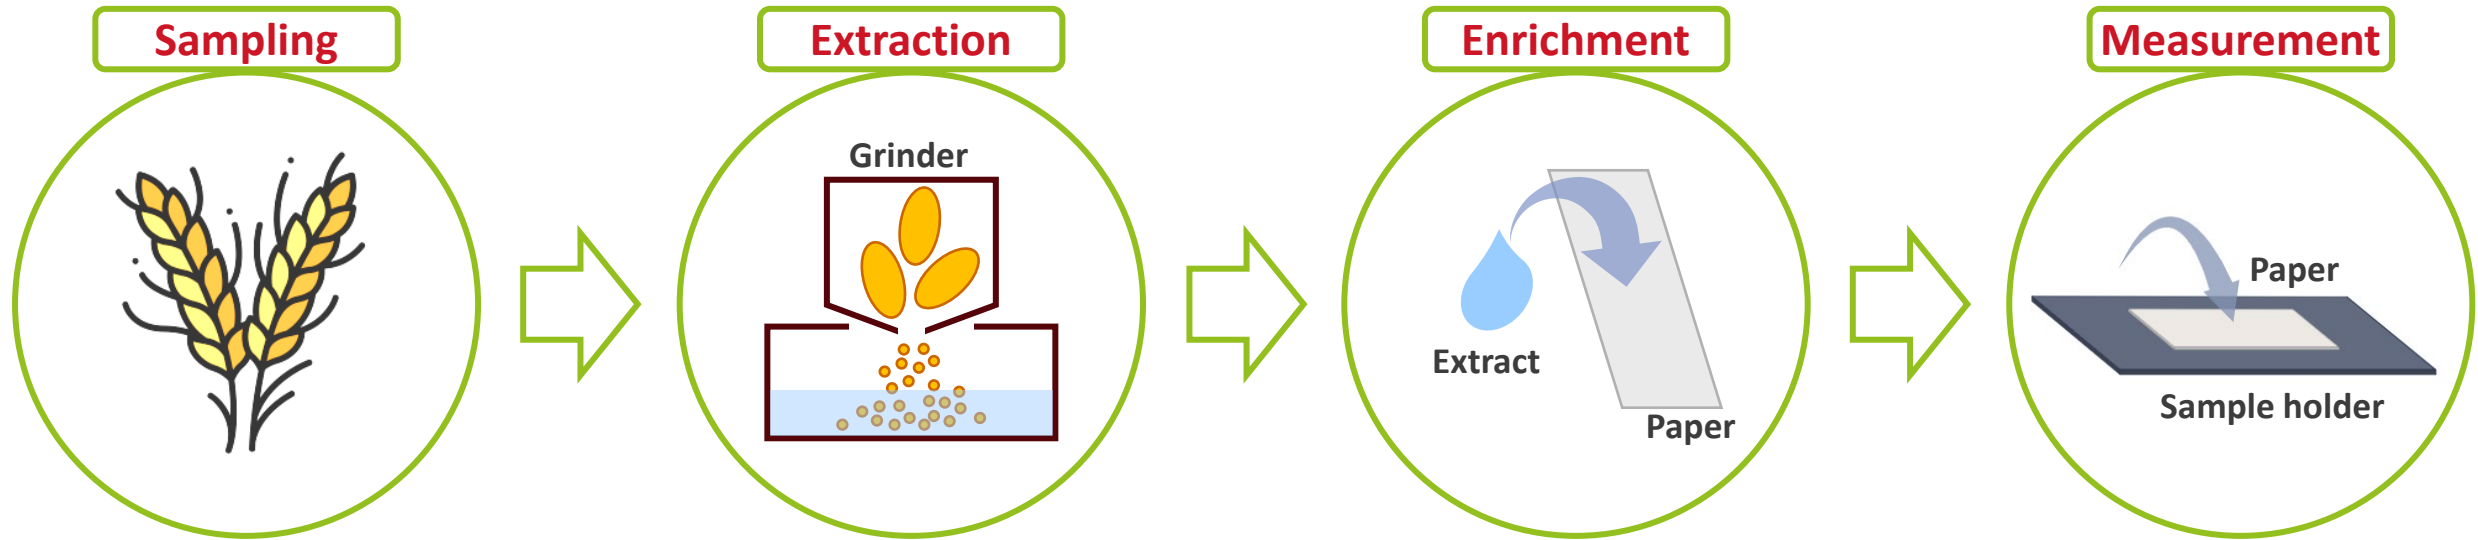 Sampling
Extraction
Enrichment
Measurement
Grinder
Extract
Paper
Paper
Sample holder